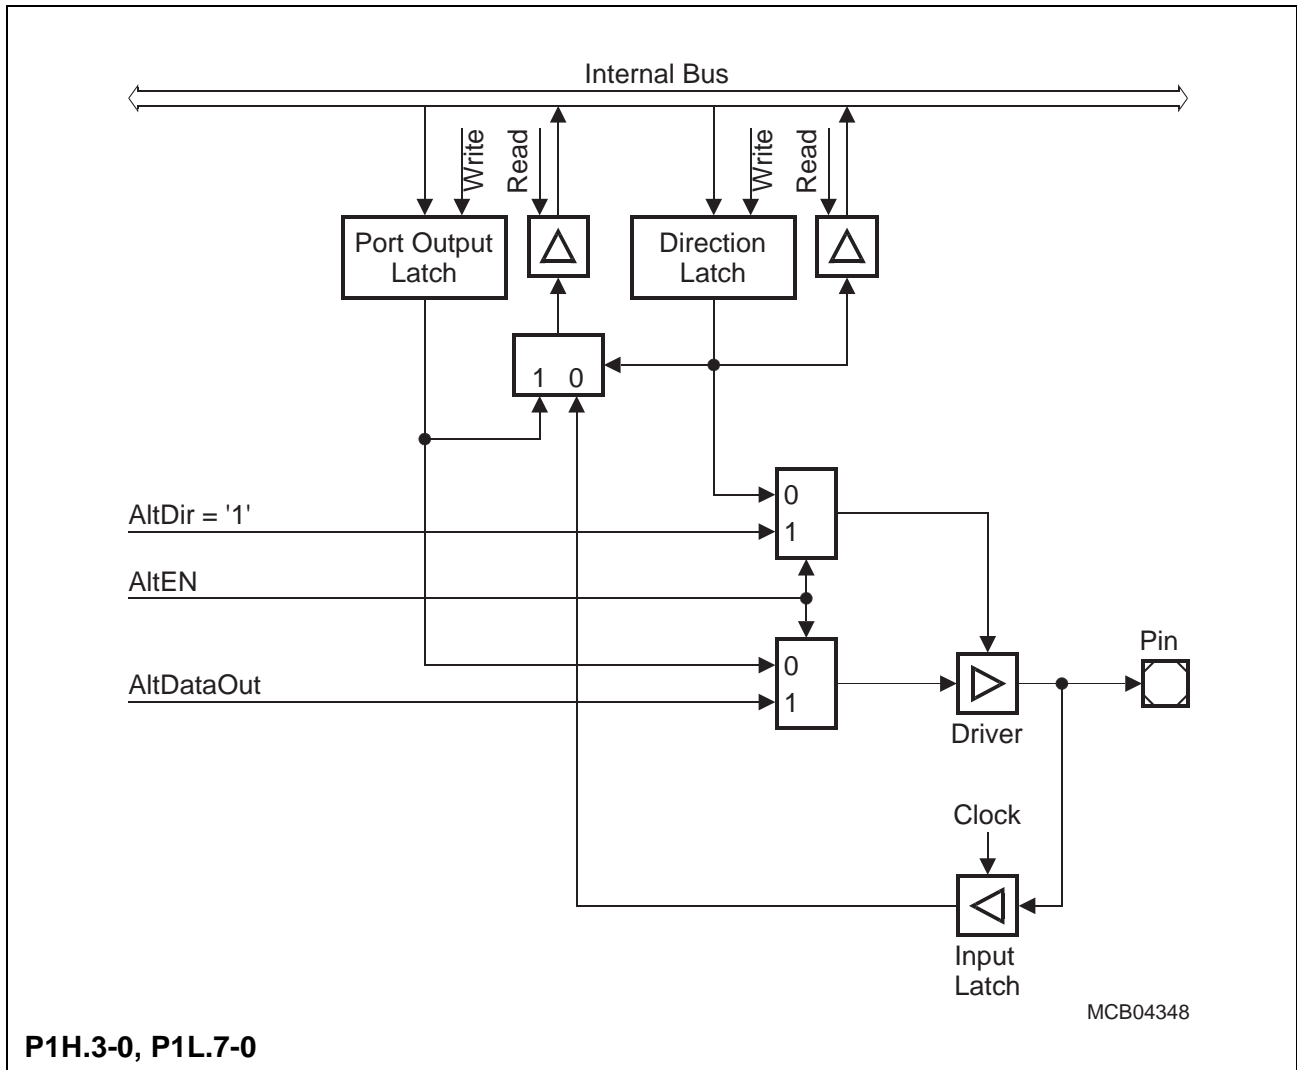 Internal Bus
Write
Read
Write
Read
Port Output
Latch
Direction
Latch
1 0
0
1
AltDir = '1'
AltEN
0
1
AltDataOut
Pin
Driver
Clock
Input
Latch
MCB04348
P1H.3-0, P1L.7-0